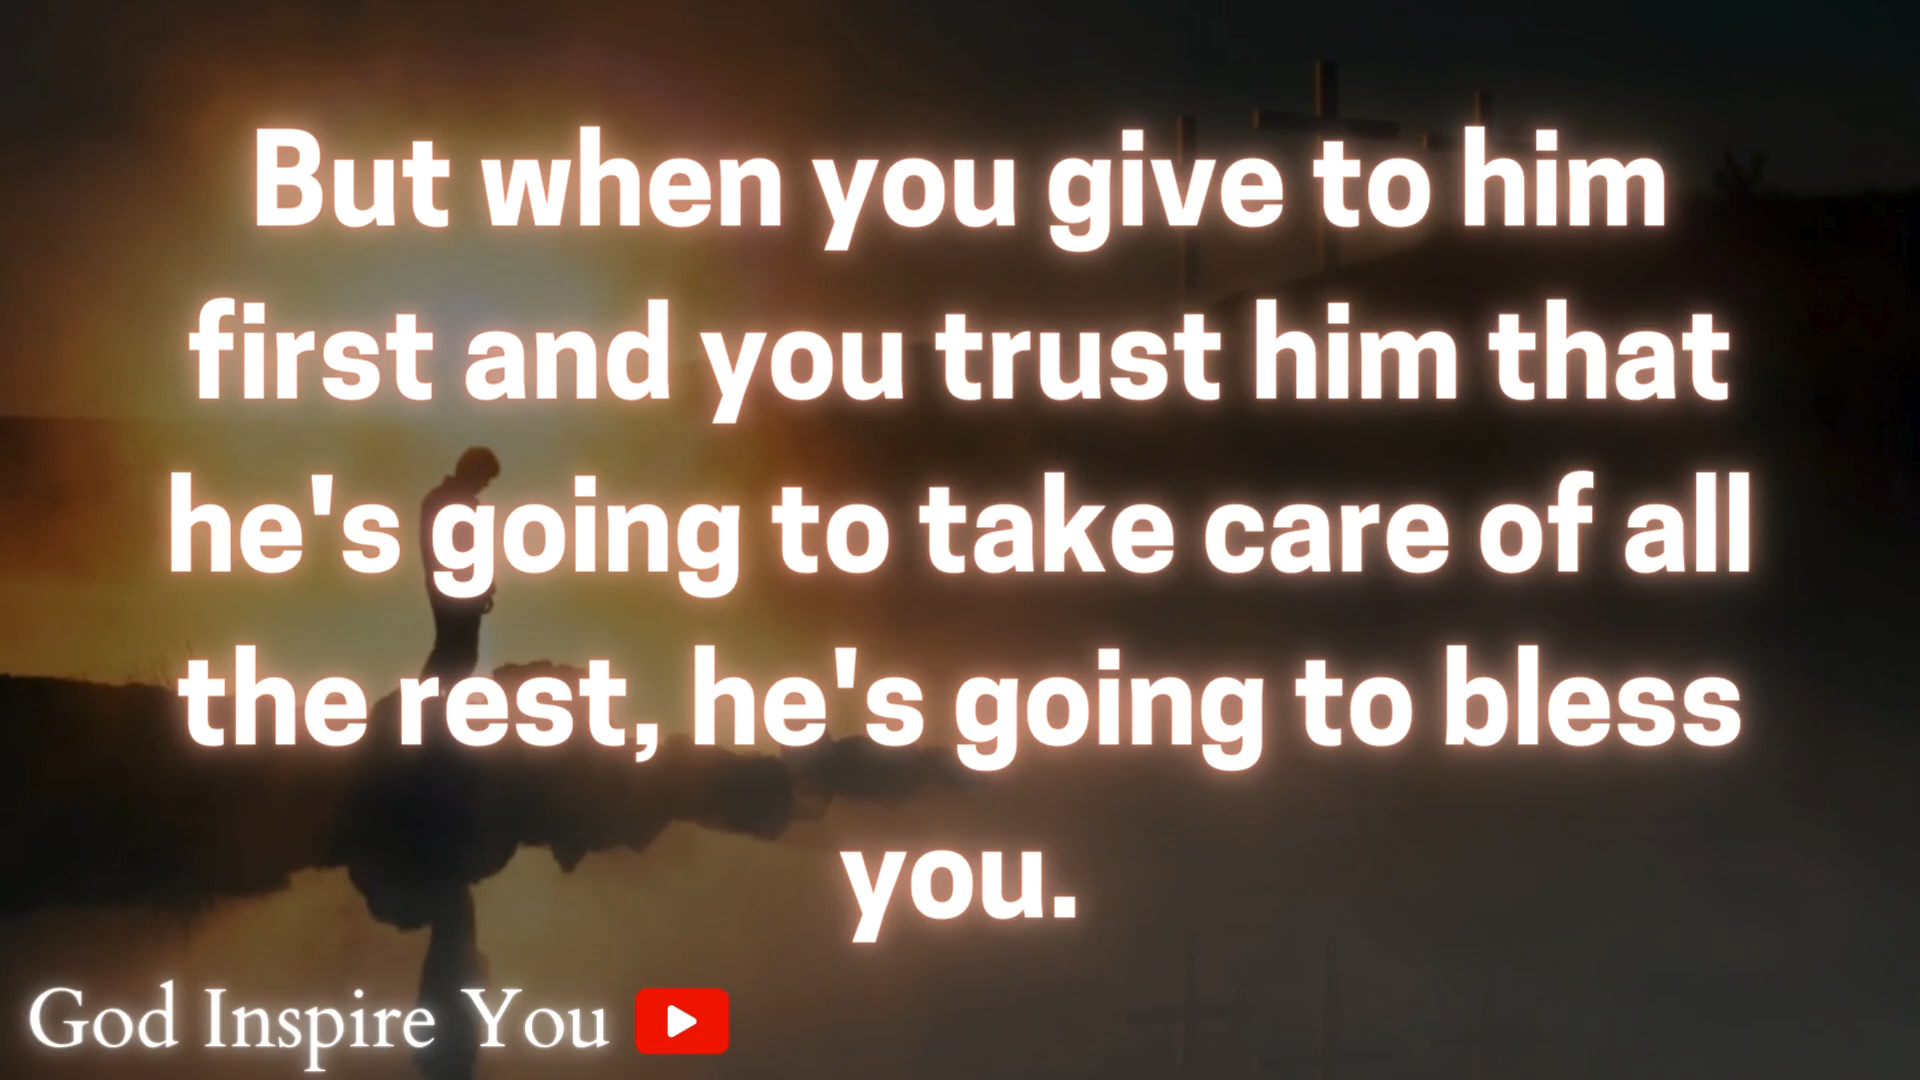 But when you give to him
first and you trust him that
he's going to take care of all
the rest, he's going to bless
you.
God Inspire You